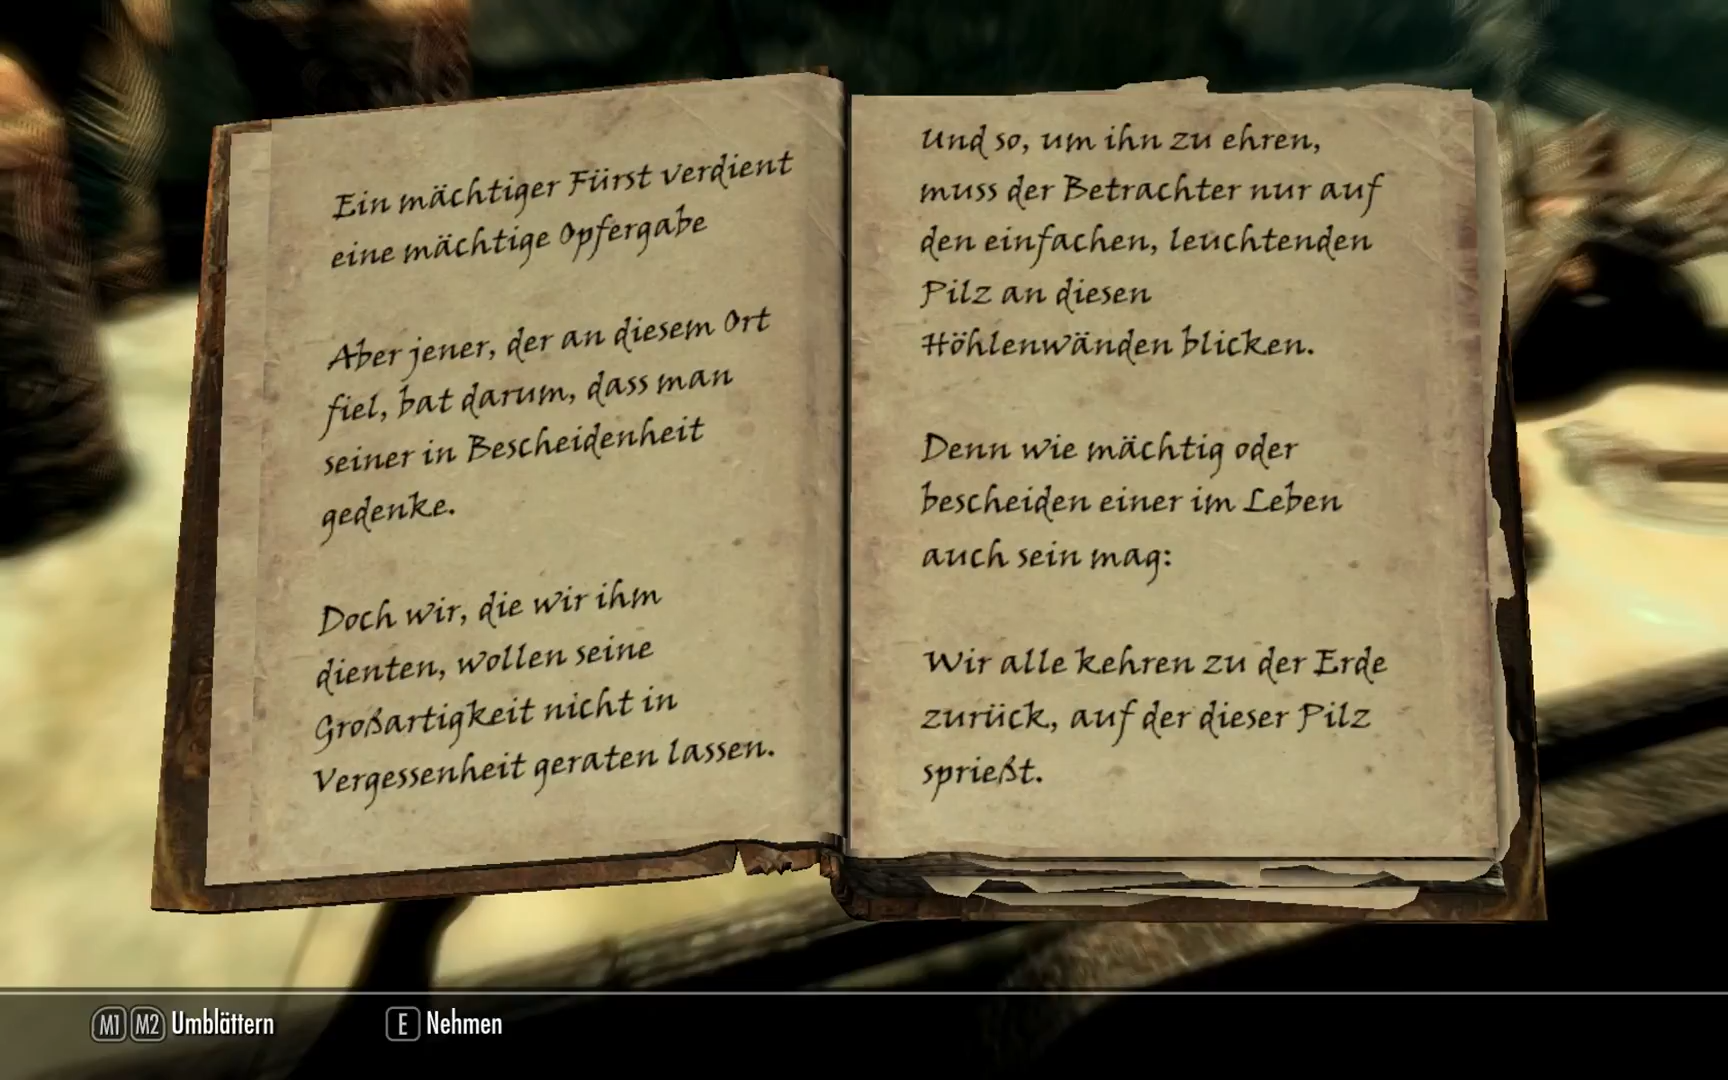 Ein mächtiger Fürst verdient
eine mächtige Opfergabe
Aber jener, der an diesem Ort
fiel, bat darum, dass man
seiner in Bescheidenheit
gedenke.
Doch wir, die wir ihm
dienten, wollen seine
Großartigkeit nicht in
Vergessenheit geraten lassen.
Und so, um ihn zu ehren,
muss der Betrachter nur auf
den einfachen, leuchtenden
Pilz an diesen
Höhlenwänden blicken.
Denn wie mächtig oder
bescheiden einer im Leben
auch sein mag:
Wir alle kehren zu der Erde
zurück, auf der dieser Pilz
sprießt.
M1 M2 Umblättern E Nehmen